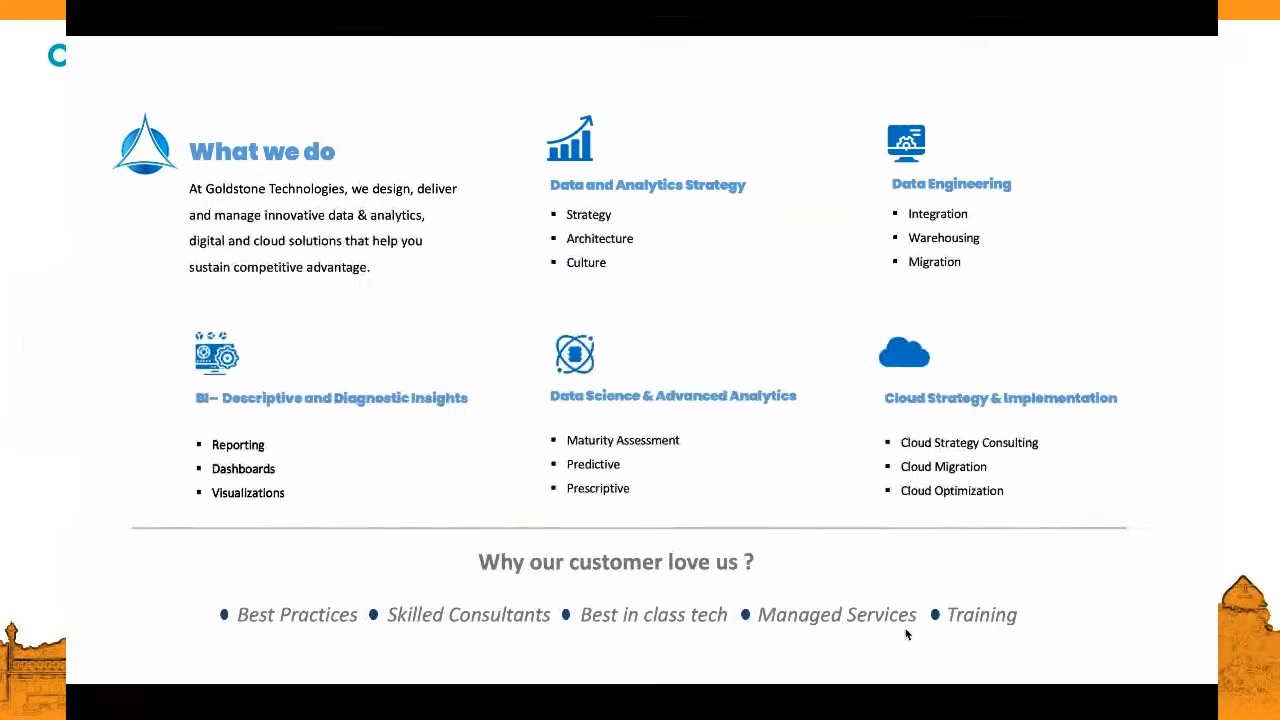 What we do
At Goldstone Technologies, we design, deliver
and manage innovative data & analytics,
digital and cloud solutions that help you
sustain competitive advantage.
Data and Analytics Strategy
▪ Strategy
▪ Architecture
▪ Culture
Data Engineering
▪ Integration
▪ Warehousing
▪ Migration
BI– Descriptive and Diagnostic Insights
▪ Reporting
▪ Dashboards
▪ Visualizations
Data Science & Advanced Analytics
▪ Maturity Assessment
▪ Predictive
▪ Prescriptive
Cloud Strategy & Implementation
▪ Cloud Strategy Consulting
▪ Cloud Migration
▪ Cloud Optimization
Why our customer love us ?
• Best Practices • Skilled Consultants • Best in class tech • Managed Services • Training